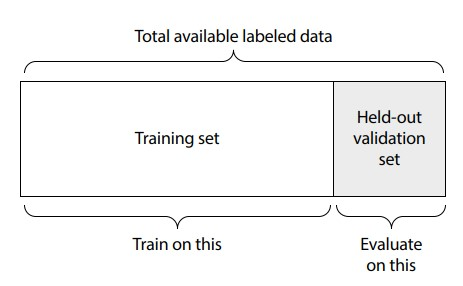 Total available labeled data
Training set
Held-out
validation
set
Train on this
Evaluate
on this